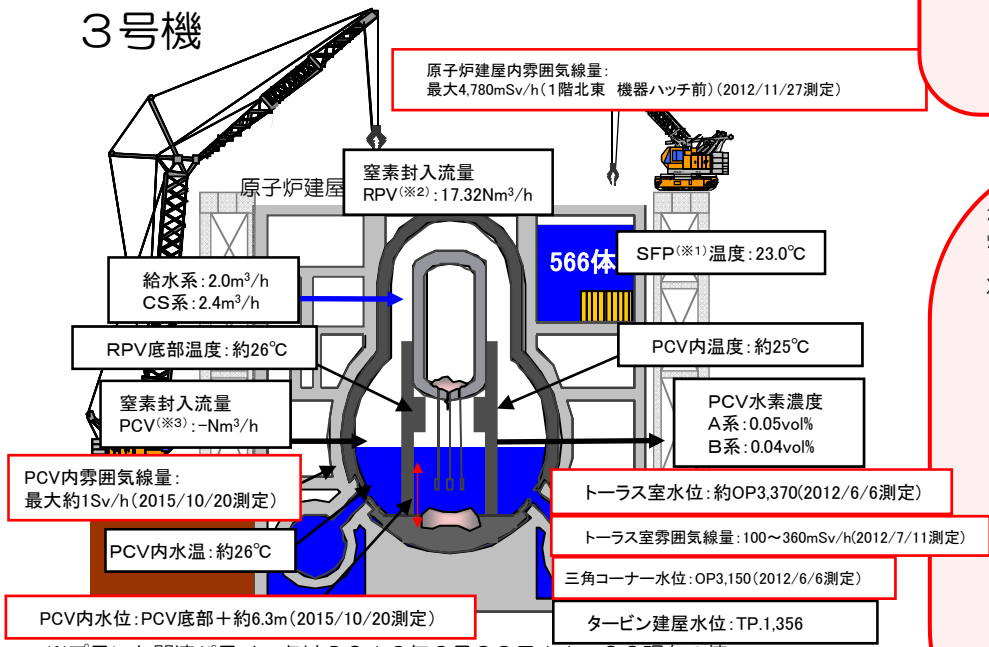 ３号機
原子炉建屋内雰囲気線量：
最大4,780mSv/h（１階北東　機器ハッチ前）（2012/11/27測定）
窒素封入流量
RPV(※2)：17.32Nm³/h
原子炉建屋
566体
SFP(※1)温度：23.0℃
給水系：2.0m³/h
CS系：2.4m³/h
RPV底部温度：約26℃
PCV内温度：約25℃
窒素封入流量
PCV(※3)：-Nm³/h
PCV水素濃度
A系：0.05vol%
B系：0.04vol%
PCV内雰囲気線量：
最大約1Sv/h（2015/10/20測定）
トーラス室水位：約OP3,370（2012/6/6測定）
トーラス室雰囲気線量：100～360mSv/h（2012/7/11測定）
PCV内水温：約26℃
三角コーナー水位：OP3,150（2012/6/6測定）
PCV内水位：PCV底部＋約6.3m（2015/10/20測定）
タービン建屋水位：TP.1,356